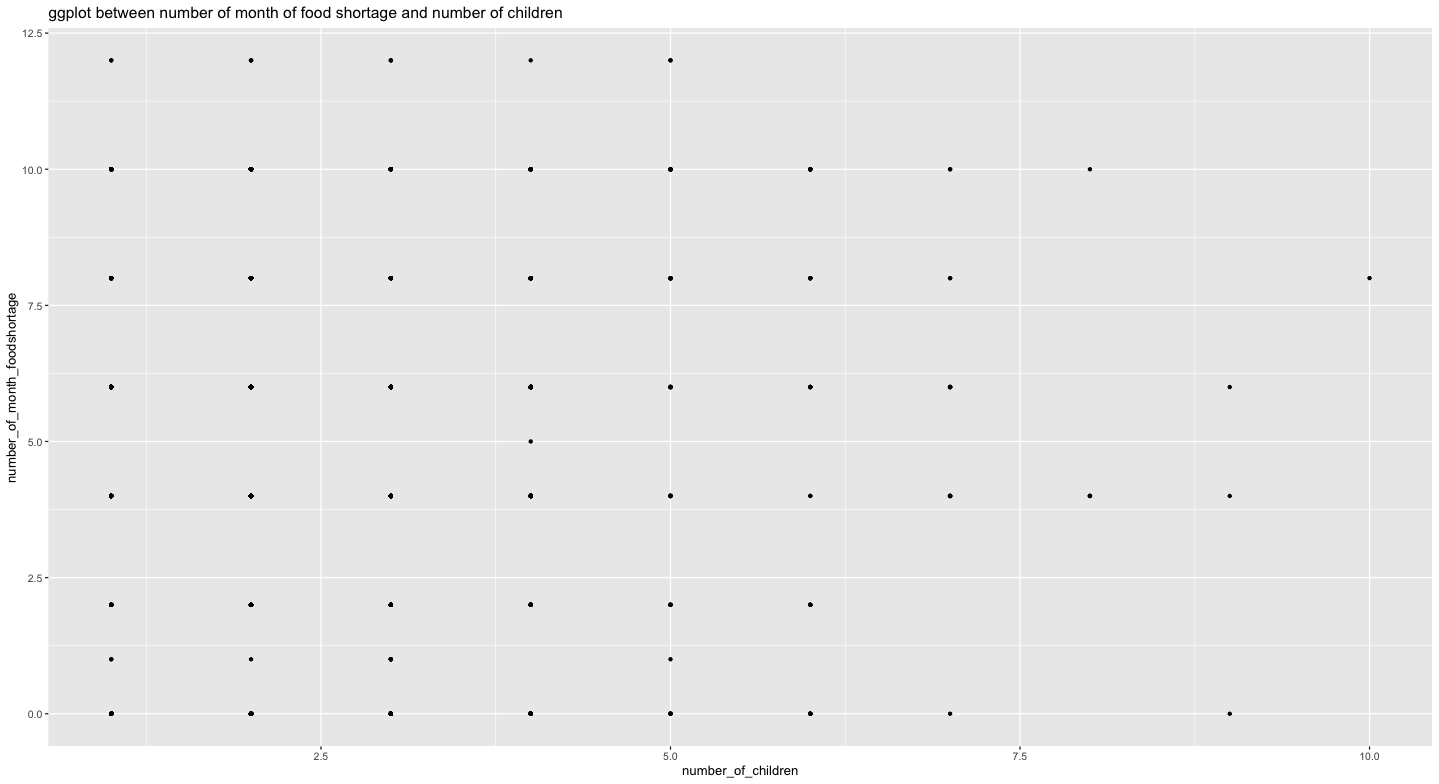 ggplot between number of month of food shortage and number of children
12.5
10.0
7.5
5.0
2.5
0.0
number_of_month_foodshortage
2.5 5.0 7.5 10.0
number_of_children